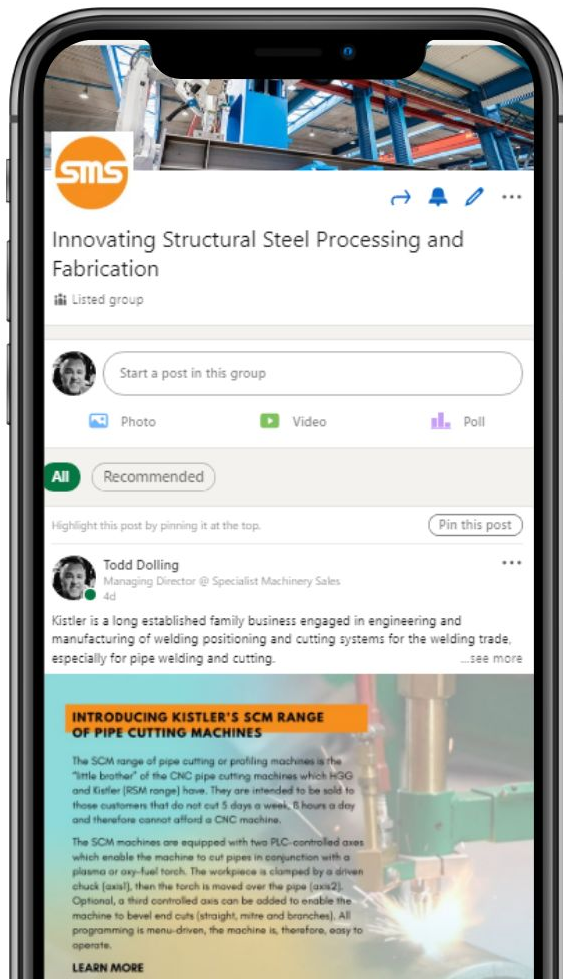 sms
Innovating Structural Steel Processing and
Fabrication
Listed group
Start a post in this group
Photo
Video
Poll
All
Recommended
Highlight this post by pinning it at the top.
Pin this post
Todd Dolling
Managing Director @ Specialist Machinery Sales
4d
Kistler is a long established family business engaged in engineering and
manufacturing of welding positioning and cutting systems for the welding trade,
especially for pipe welding and cutting.
...see more
INTRODUCING KISTLER'S SCM RANGE
OF PIPE CUTTING MACHINES
The SCM range of pipe cutting or profiling machines is the
"little brother" of the CNC pipe cutting machines which HGG
and Kistler (RSM range) have. They are intended to be sold to
those customers that do not cut 5 days a week, 8 hours a day
and therefore cannot afford a CNC machine.
The SCM machines are equipped with two PLC-controlled axes
which enable the machine to cut pipes in conjunction with a
plasma or oxy-fuel torch. The workpiece is clamped by a driven
chuck (axis1), then the torch is moved over the pipe (axis2).
Optional, a third controlled axis can be added to enable the
machine to bevel end cuts (straight, mitre and branches). All
programming is menu-driven, the machine is, therefore, easy to
operate.
LEARN MORE